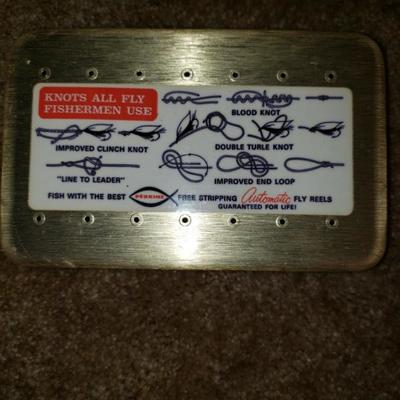 KNOTS ALL FLY
FISHERMEN USE
BLOOD KNOT
IMPROVED CLINCH KNOT
DOUBLE TURLE KNOT
"LINE TO LEADER"
IMPROVED END LOOP
FISH WITH THE BEST PERRINE FREE STRIPPING Automatic FLY REELS
GUARANTEED FOR LIFE!